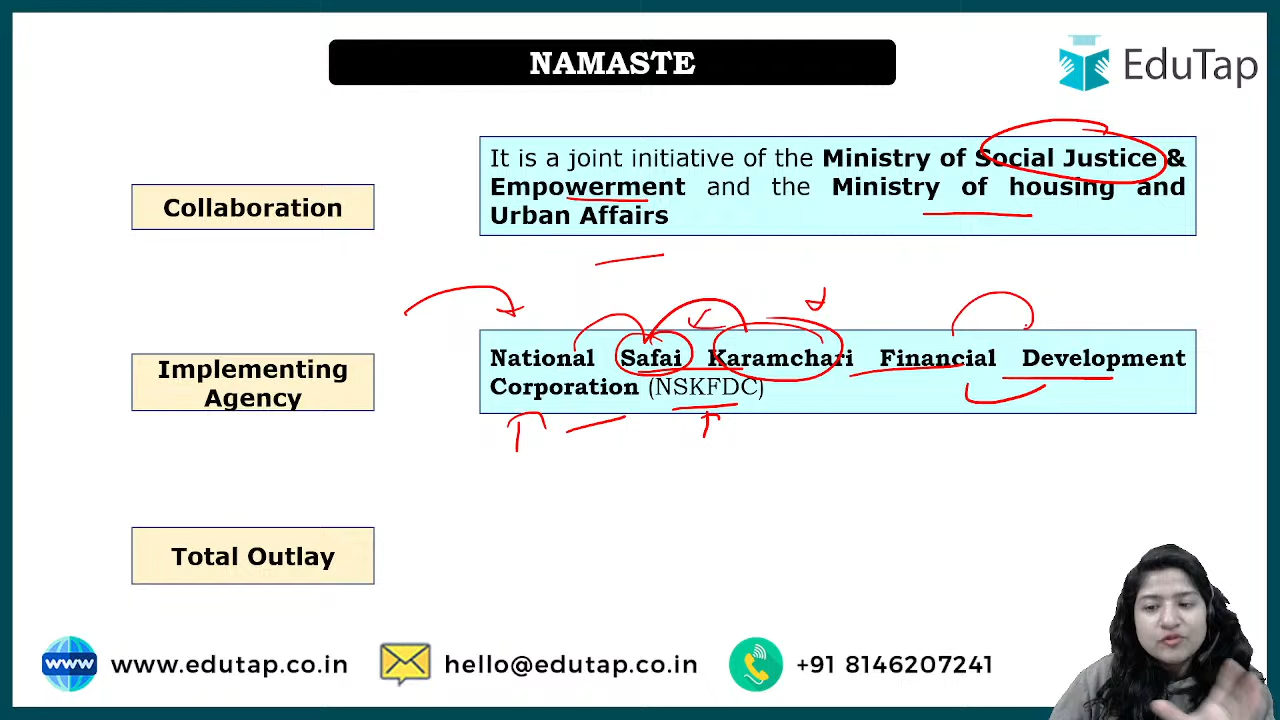 NAMASTE
EduTap
It is a joint initiative of the Ministry of Social Justice &
Empowerment and the Ministry of housing and
Urban Affairs
Collaboration
National Safai Karamchari Financial Development
Corporation (NSKFDC)
Implementing
Agency
Total Outlay
www
www.edutap.co.in
hello@edutap.co.in
+91 8146207241